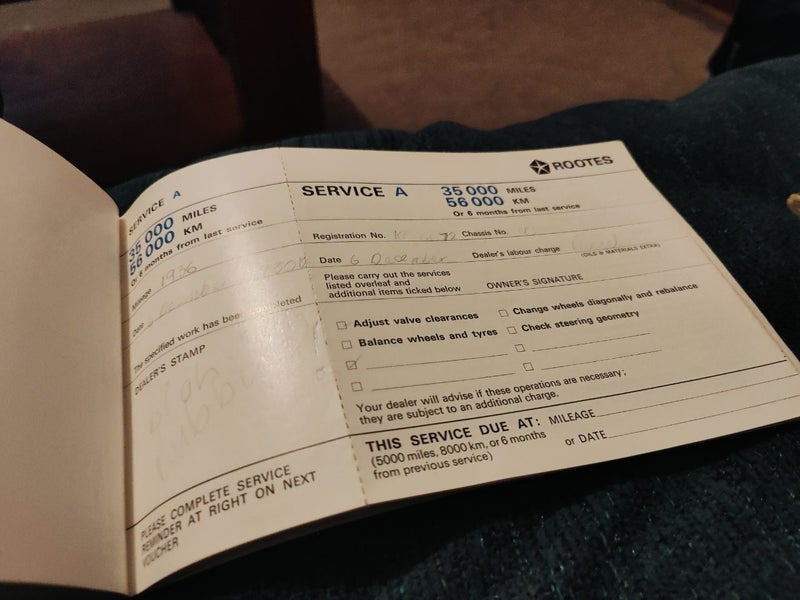 SERVICE A
35 000 MILES
56 000 KM
Or 6 months from last service
Mileage 1936
Date
The specified work has been completed
DEALER'S STAMP
PLEASE COMPLETE SERVICE
REMINDER AT RIGHT ON NEXT
VOUCHER
ROOTES
SERVICE A 35 000 MILES
56 000 KM
Or 6 months from last service
Registration No. Chassis No.
Date 6 December Dealer's labour charge
(OILS & MATERIALS EXTRA)
Please carry out the services
listed overleaf and
additional items ticked below
OWNER'S SIGNATURE
Adjust valve clearances
Change wheels diagonally and rebalance
Balance wheels and tyres
Check steering geometry
Your dealer will advise if these operations are necessary;
they are subject to an additional charge.
THIS SERVICE DUE AT: MILEAGE
(5000 miles, 8000 km, or 6 months
from previous service)
or DATE